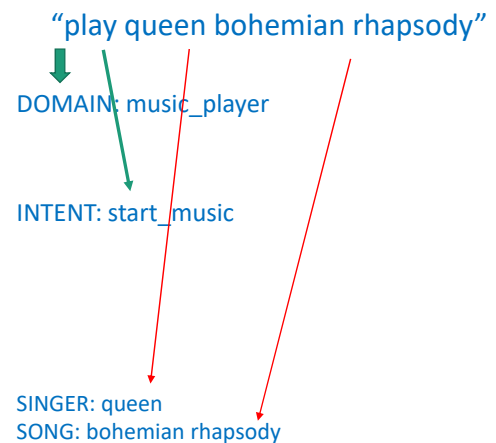 “play queen bohemian rhapsody”
DOMAIN: music_player
INTENT: start_music
SINGER: queen
SONG: bohemian rhapsody